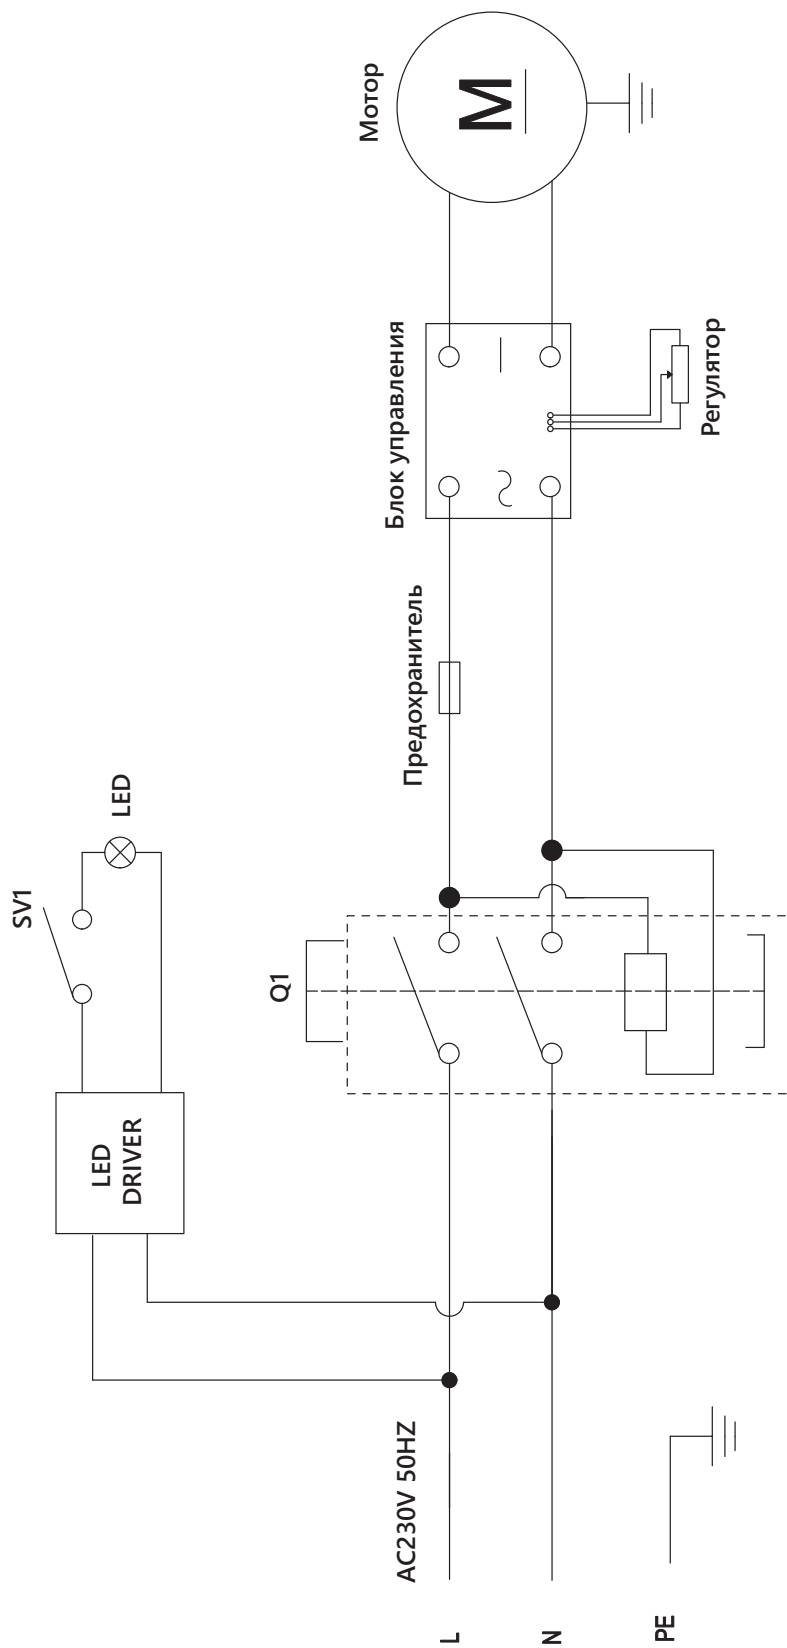 SV1
LED
LED
DRIVER
Q1
AC230V 50HZ
L
N
PE
Предохранитель
Блок управления
Регулятор
Мотор
M